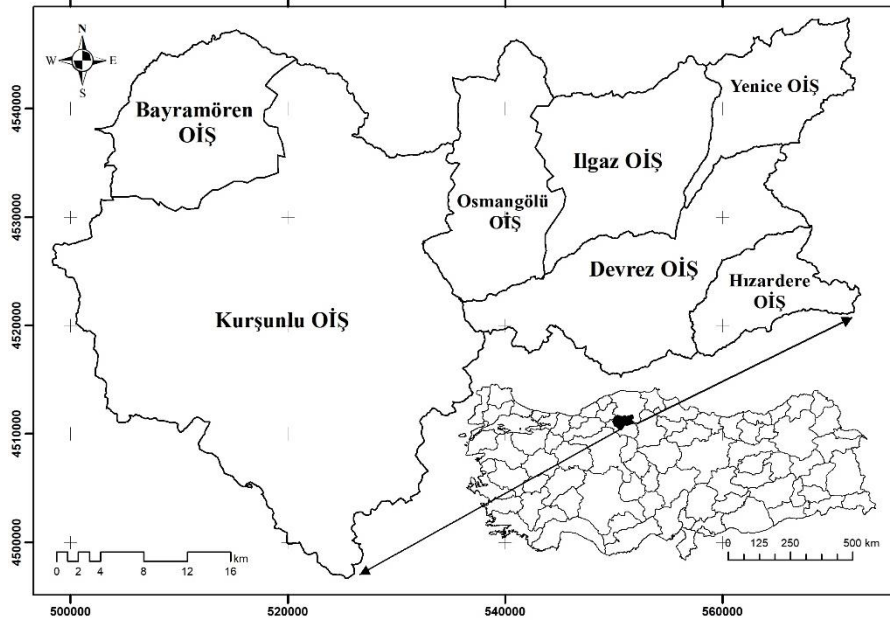 N
W E
S
Bayramören
OİŞ
Yenice OİŞ
Ilgaz OİŞ
Osmangölü
OİŞ
Devrez OİŞ
Hızardere
OİŞ
Kurşunlu OİŞ
4540000
4530000
4520000
4510000
4500000
0 2 4 8 12 16
km
0 125 250 500 km
500000 520000 540000 560000